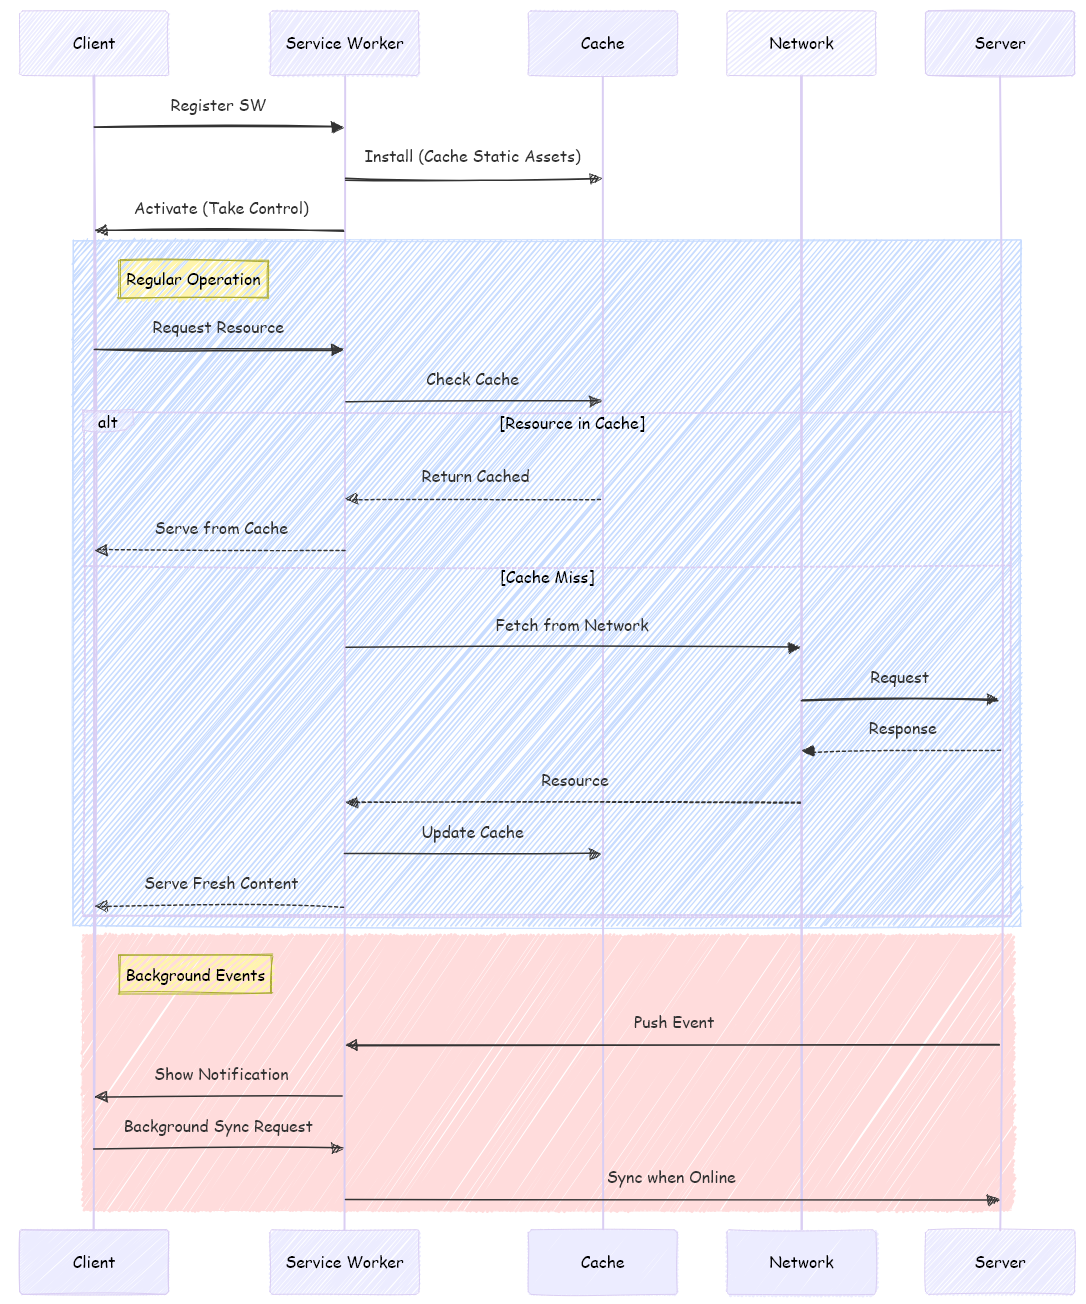 Client
Service Worker
Cache
Network
Server
Register SW
Install (Cache Static Assets)
Activate (Take Control)
Regular Operation
Request Resource
Check Cache
alt
[Resource in Cache]
Return Cached
Serve from Cache
[Cache Miss]
Fetch from Network
Request
Response
Resource
Update Cache
Serve Fresh Content
Background Events
Push Event
Show Notification
Background Sync Request
Sync when Online
Client
Service Worker
Cache
Network
Server